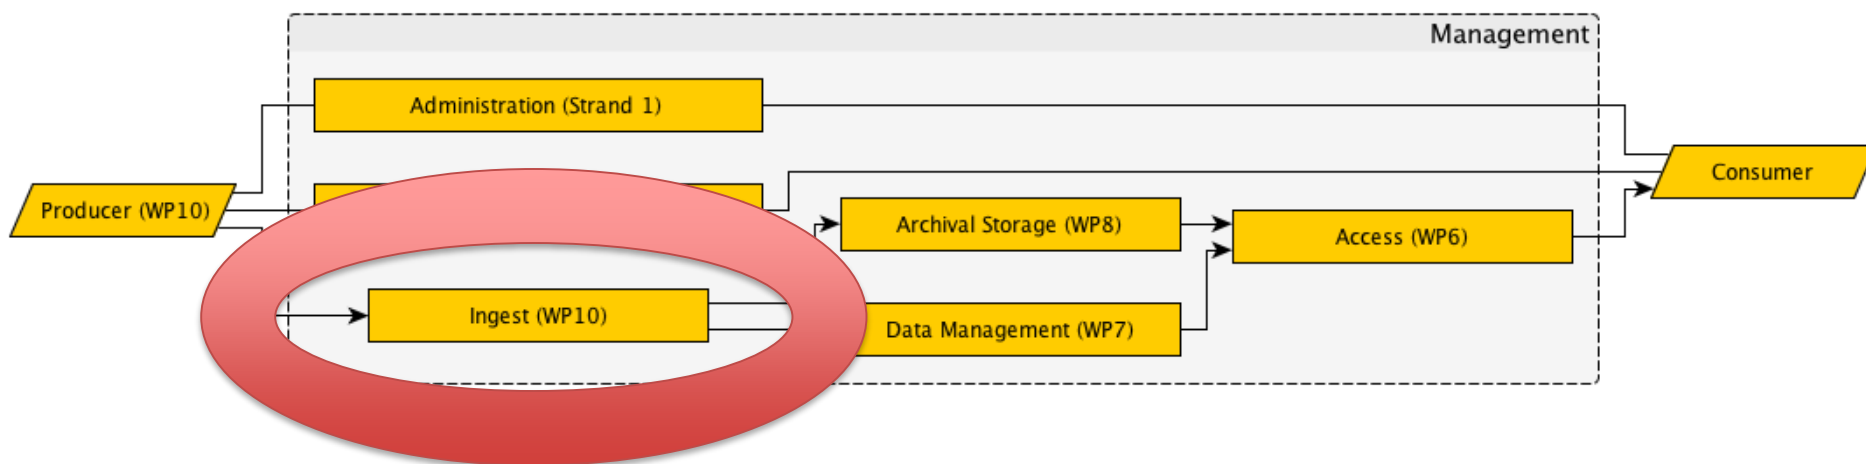 Management
Administration (Strand 1)
Producer (WP10)
Consumer
Archival Storage (WP8)
Access (WP6)
Ingest (WP10)
Data Management (WP7)